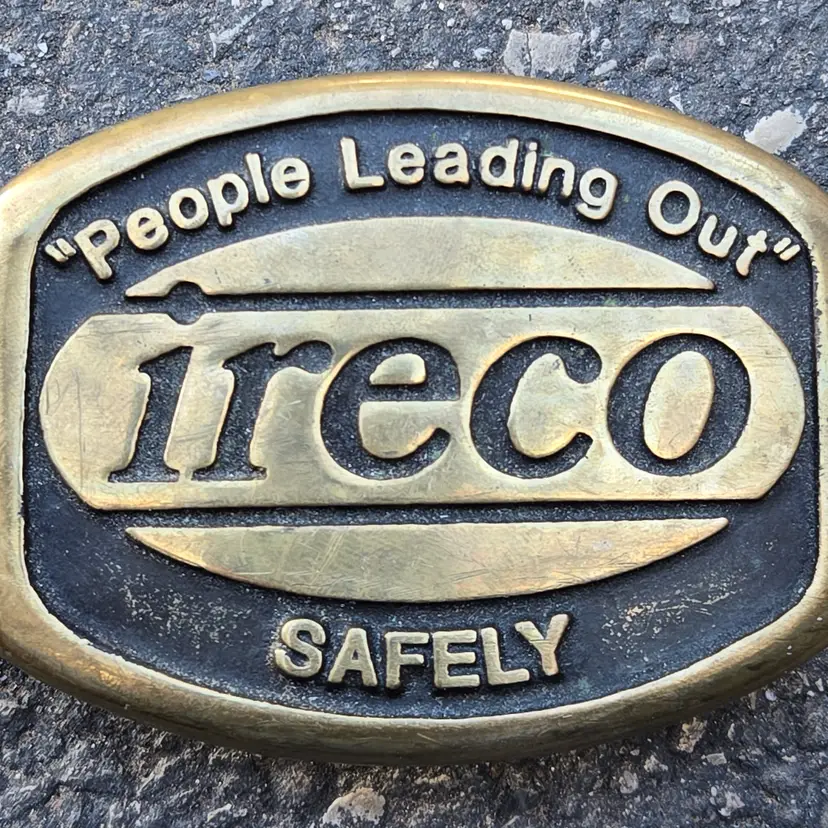 "People Leading Out"
ireco
SAFELY